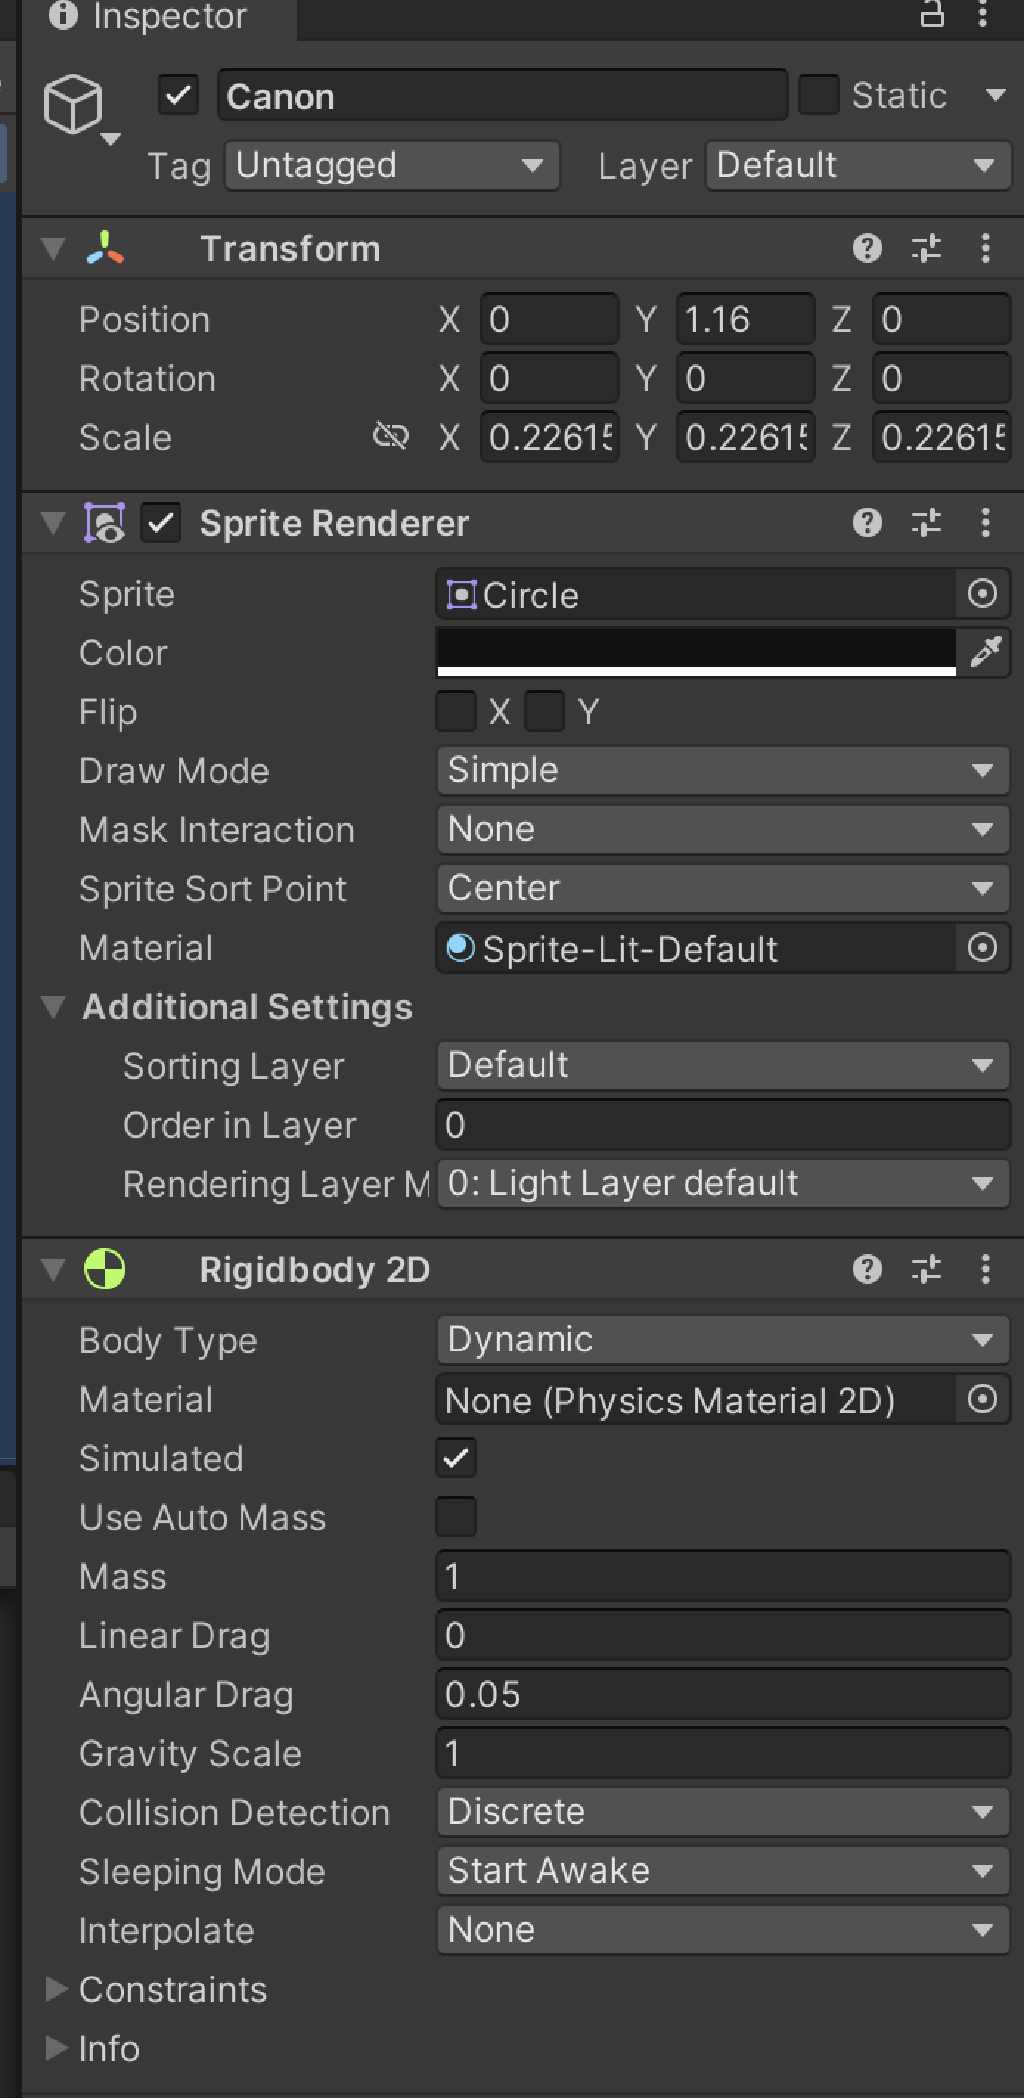 Inspector
Canon Static
Tag Untagged Layer Default
Transform
Position X 0 Y 1.16 Z 0
Rotation X 0 Y 0 Z 0
Scale X 0.22615 Y 0.22615 Z 0.22615
Sprite Renderer
Sprite Circle
Color
Flip X Y
Draw Mode Simple
Mask Interaction None
Sprite Sort Point Center
Material Sprite-Lit-Default
Additional Settings
Sorting Layer Default
Order in Layer 0
Rendering Layer M 0: Light Layer default
Rigidbody 2D
Body Type Dynamic
Material None (Physics Material 2D)
Simulated
Use Auto Mass
Mass 1
Linear Drag 0
Angular Drag 0.05
Gravity Scale 1
Collision Detection Discrete
Sleeping Mode Start Awake
Interpolate None
Constraints
Info